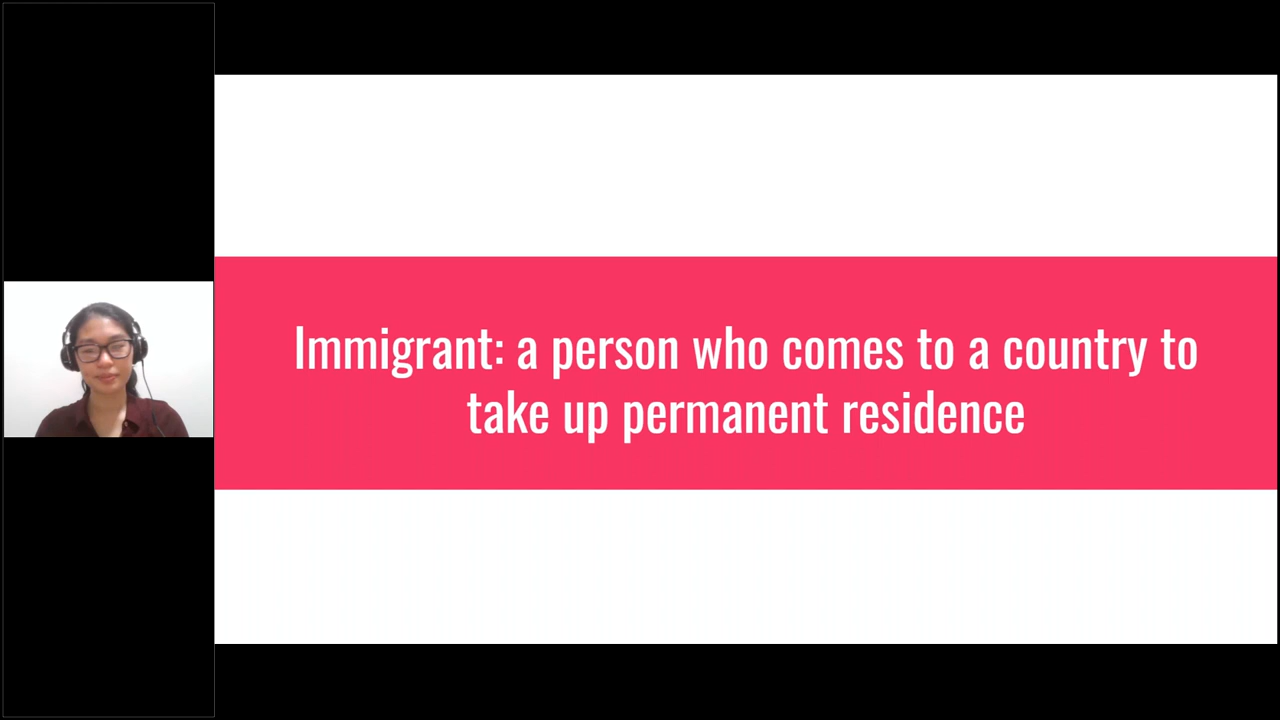 Immigrant: a person who comes to a country to
take up permanent residence